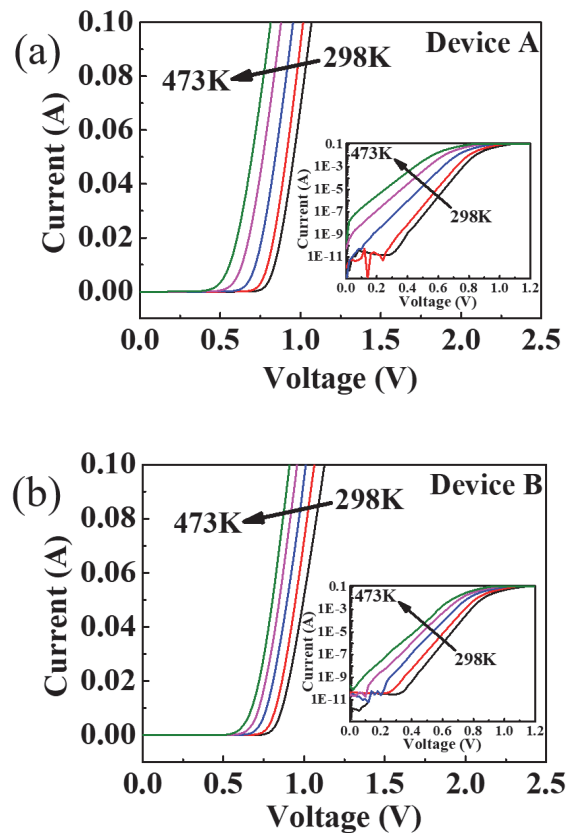 (a)
Device A
473K
298K
0.10
0.08
0.06
0.04
0.02
0.00
Current (A)
0.0
0.5
1.0
1.5
2.0
2.5
Voltage (V)
473K
298K
0.1
1E-3
1E-5
1E-7
1E-9
1E-11
Current (A)
0.0
0.2
0.4
0.6
0.8
1.0
1.2
Voltage (V)
(b)
Device B
473K
298K
0.10
0.08
0.06
0.04
0.02
0.00
Current (A)
0.0
0.5
1.0
1.5
2.0
2.5
Voltage (V)
473K
298K
0.1
1E-3
1E-5
1E-7
1E-9
1E-11
Current (A)
0.0
0.2
0.4
0.6
0.8
1.0
1.2
Voltage (V)